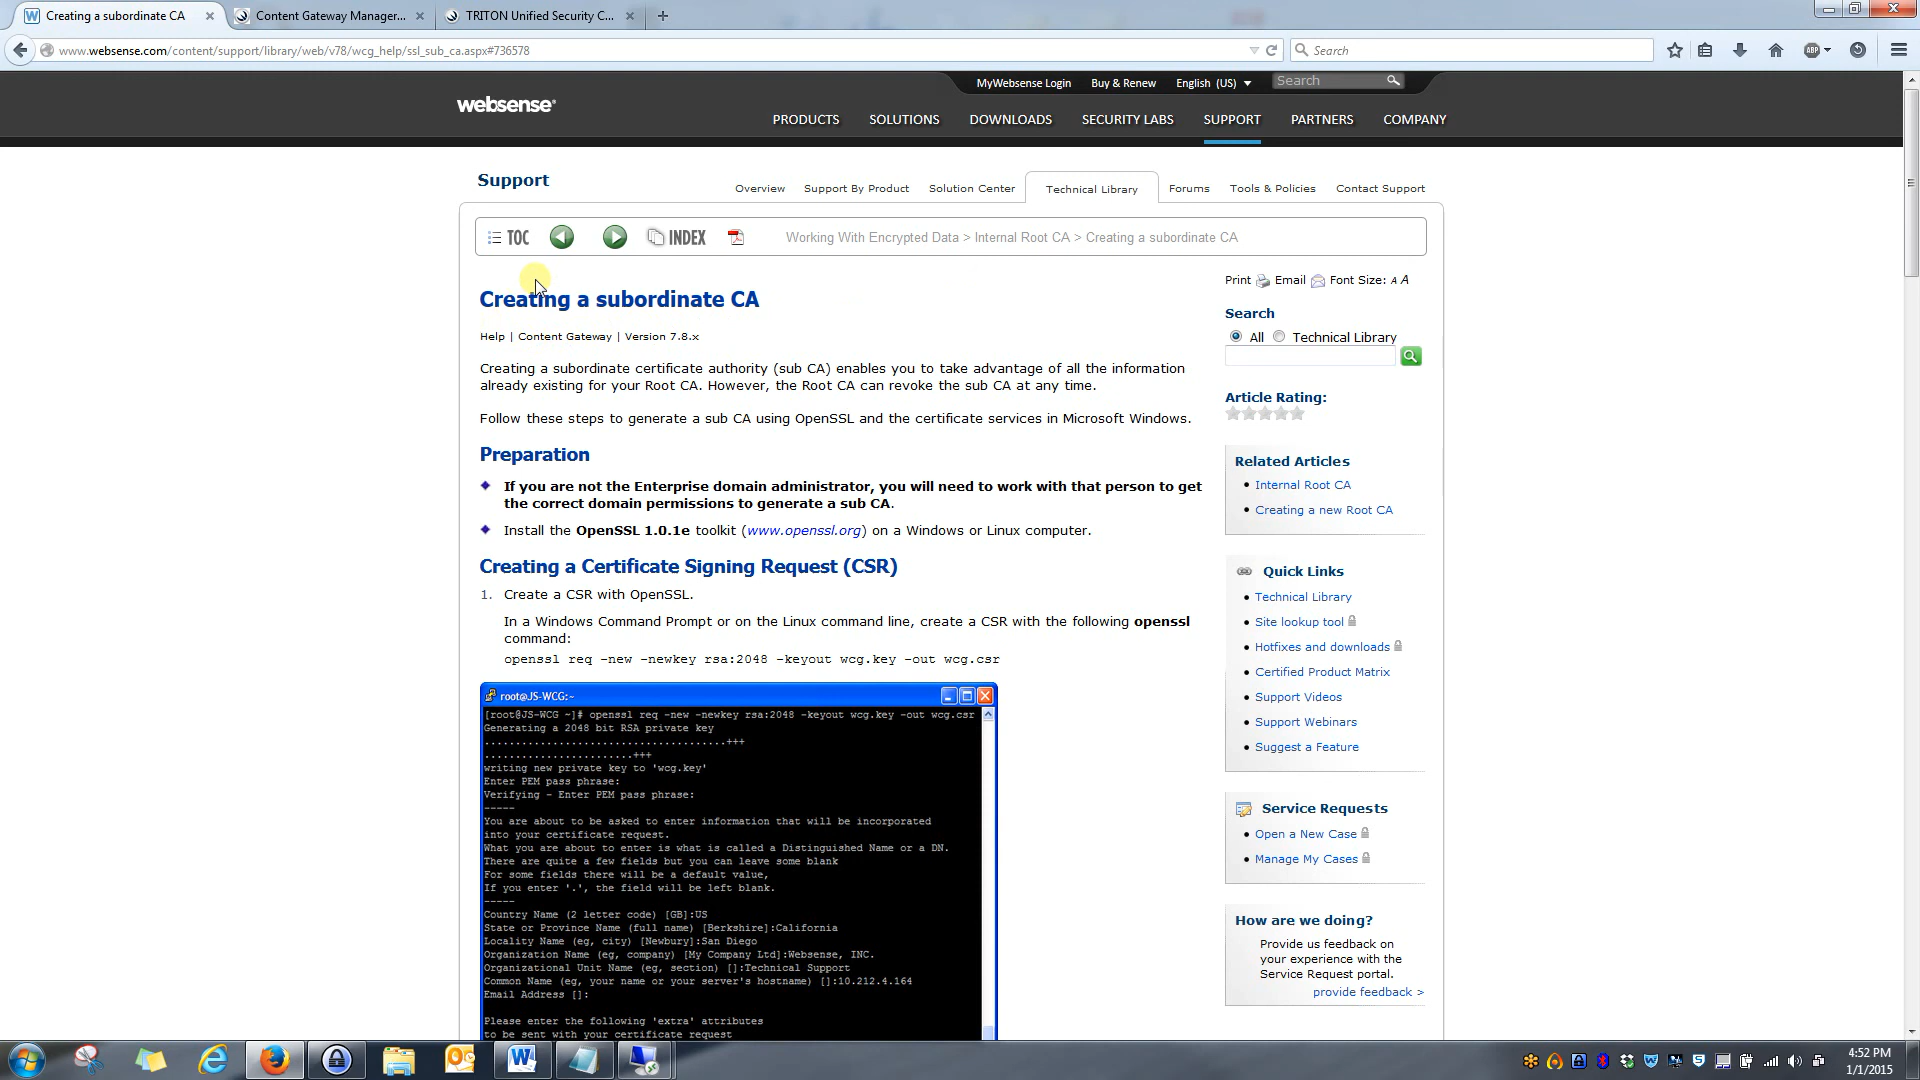 Creating a subordinate CA
Content Gateway Manager...
TRITON Unified Security C...
www.websense.com/content/support/library/web/v78/wcg_help/ssl_sub_ca.aspx#736578
Search
ABP
MyWebsense Login
Buy & Renew
English (US)
Search
websense
PRODUCTS
SOLUTIONS
DOWNLOADS
SECURITY LABS
SUPPORT
PARTNERS
COMPANY
Support
Overview
Support By Product
Solution Center
Technical Library
Forums
Tools & Policies
Contact Support
TOC
INDEX
Working With Encrypted Data > Internal Root CA > Creating a subordinate CA
Print
Email
Font Size: A A
Creating a subordinate CA
Help | Content Gateway | Version 7.8.x
Creating a subordinate certificate authority (sub CA) enables you to take advantage of all the information
already existing for your Root CA. However, the Root CA can revoke the sub CA at any time.
Follow these steps to generate a sub CA using OpenSSL and the certificate services in Microsoft Windows.
Preparation
If you are not the Enterprise domain administrator, you will need to work with that person to get
the correct domain permissions to generate a sub CA.
Install the OpenSSL 1.0.1e toolkit (www.openssl.org) on a Windows or Linux computer.
Creating a Certificate Signing Request (CSR)
1. Create a CSR with OpenSSL.
In a Windows Command Prompt or on the Linux command line, create a CSR with the following openssl
command:
openssl req -new -newkey rsa:2048 -keyout wcg.key -out wcg.csr
root@JS-WCG:~
[root@JS-WCG ~]# openssl req -new -newkey rsa:2048 -keyout wcg.key -out wcg.csr
Generating a 2048 bit RSA private key
.......................................+++
........................+++
writing new private key to 'wcg.key'
Enter PEM pass phrase:
Verifying - Enter PEM pass phrase:
-----
You are about to be asked to enter information that will be incorporated
into your certificate request.
What you are about to enter is what is called a Distinguished Name or a DN.
There are quite a few fields but you can leave some blank
For some fields there will be a default value,
If you enter '.', the field will be left blank.
-----
Country Name (2 letter code) [GB]:US
State or Province Name (full name) [Berkshire]:California
Locality Name (eg, city) [Newbury]:San Diego
Organization Name (eg, company) [My Company Ltd]:Websense, INC.
Organizational Unit Name (eg, section) []:Technical Support
Common Name (eg, your name or your server's hostname) []:10.212.4.164
Email Address []:
Please enter the following 'extra' attributes
to be sent with your certificate request
Search
All
Technical Library
Article Rating:
Related Articles
Internal Root CA
Creating a new Root CA
Quick Links
Technical Library
Site lookup tool
Hotfixes and downloads
Certified Product Matrix
Support Videos
Support Webinars
Suggest a Feature
Service Requests
Open a New Case
Manage My Cases
How are we doing?
Provide us feedback on
your experience with the
Service Request portal.
provide feedback >
4:52 PM
1/1/2015